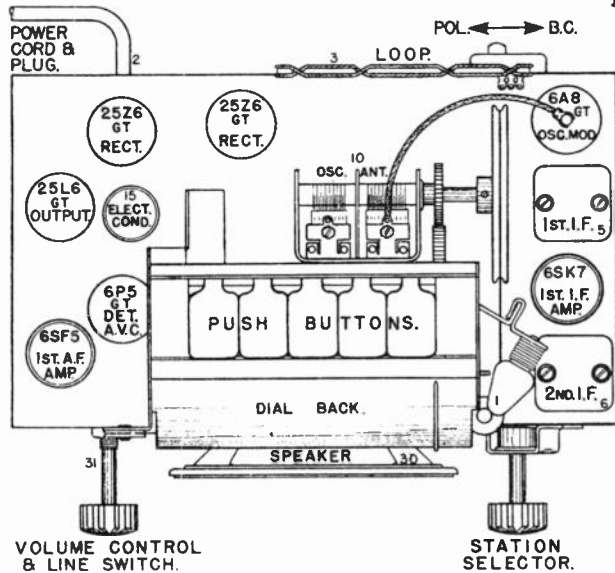 POWER
CORD &
PLUG.
2
3
LOOP.
POL.
B.C.
25Z6
GT
RECT.
25Z6
GT
RECT.
6A8
GT
OSC.MOD.
10
OSC.
ANT.
25L6
GT
OUTPUT.
15
ELECT.
COND.
1ST. I.F. 5
6P5
GT
DET.
A.V.C.
6SK7
1ST. I.F.
AMP.
6SF5
1ST. A.F.
AMP.
PUSH BUTTONS.
1
2ND. I.F. 6
DIAL BACK.
SPEAKER
30
31
VOLUME CONTROL
& LINE SWITCH.
STATION
SELECTOR.